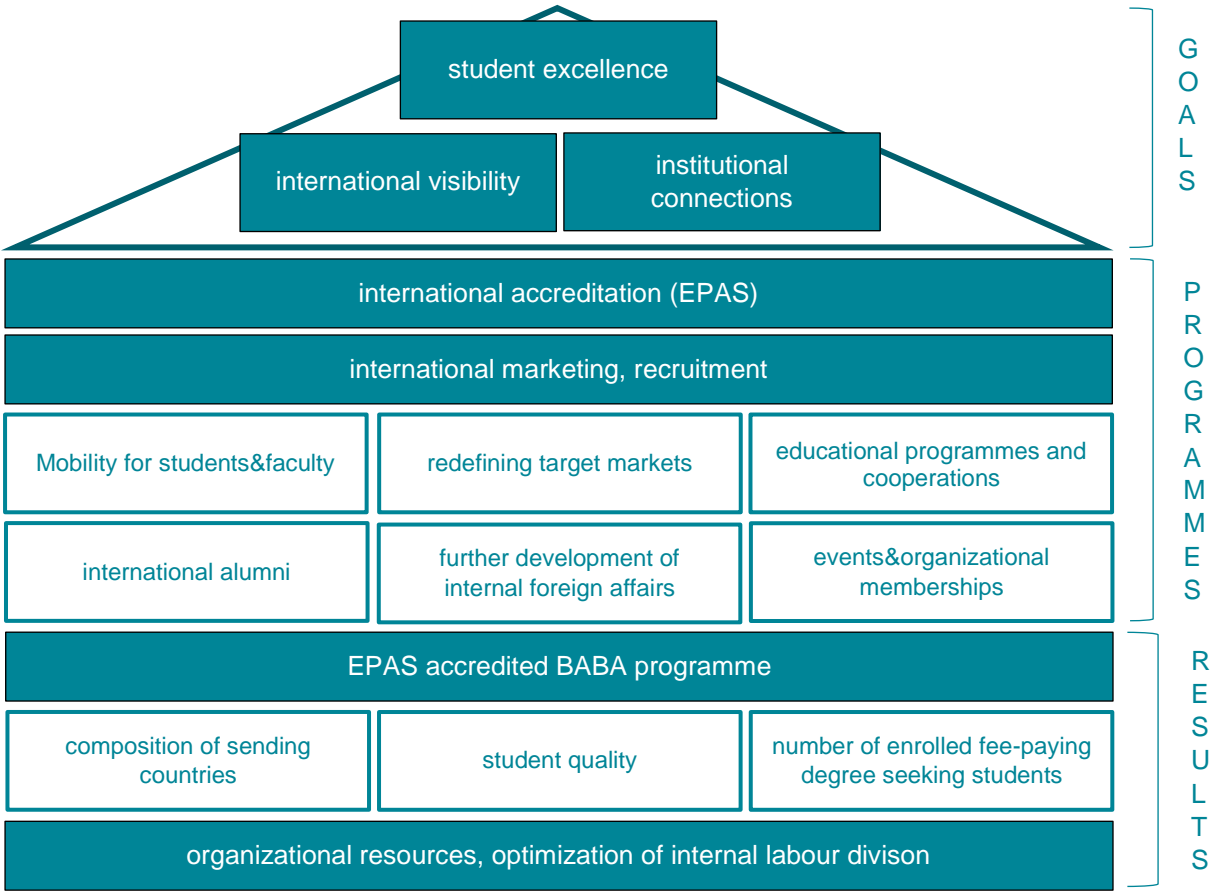 student excellence
international visibility
institutional
connections
GOALS
international accreditation (EPAS)
international marketing, recruitment
Mobility for students&faculty
redefining target markets
educational programmes and
cooperations
international alumni
further development of
internal foreign affairs
events&organizational
memberships
PROGRAMMES
EPAS accredited BABA programme
composition of sending
countries
student quality
number of enrolled fee-paying
degree seeking students
organizational resources, optimization of internal labour divison
RESULTS